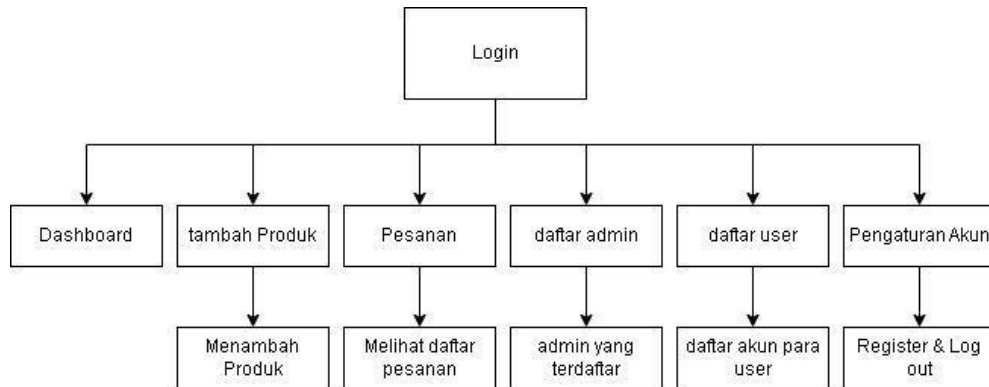 Login
Dashboard
tambah Produk
Pesanan
daftar admin
daftar user
Pengaturan Akun
Menambah
Produk
Melihat daftar
pesanan
admin yang
terdaftar
daftar akun para
user
Register & Log
out